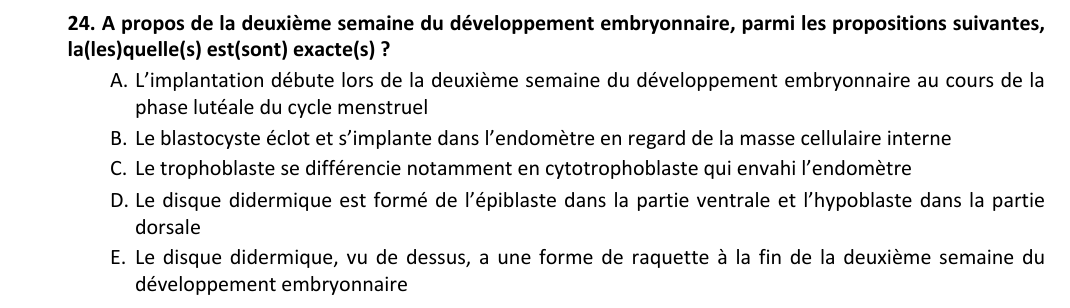 24. A propos de la deuxième semaine du développement embryonnaire, parmi les propositions suivantes,
la(les)quelle(s) est(sont) exacte(s) ?
A. L’implantation débute lors de la deuxième semaine du développement embryonnaire au cours de la
phase lutéale du cycle menstruel
B. Le blastocyste éclot et s’implante dans l’endomètre en regard de la masse cellulaire interne
C. Le trophoblaste se différencie notamment en cytotrophoblaste qui envahi l’endomètre
D. Le disque didermique est formé de l’épiblaste dans la partie ventrale et l’hypoblaste dans la partie
dorsale
E. Le disque didermique, vu de dessus, a une forme de raquette à la fin de la deuxième semaine du
développement embryonnaire